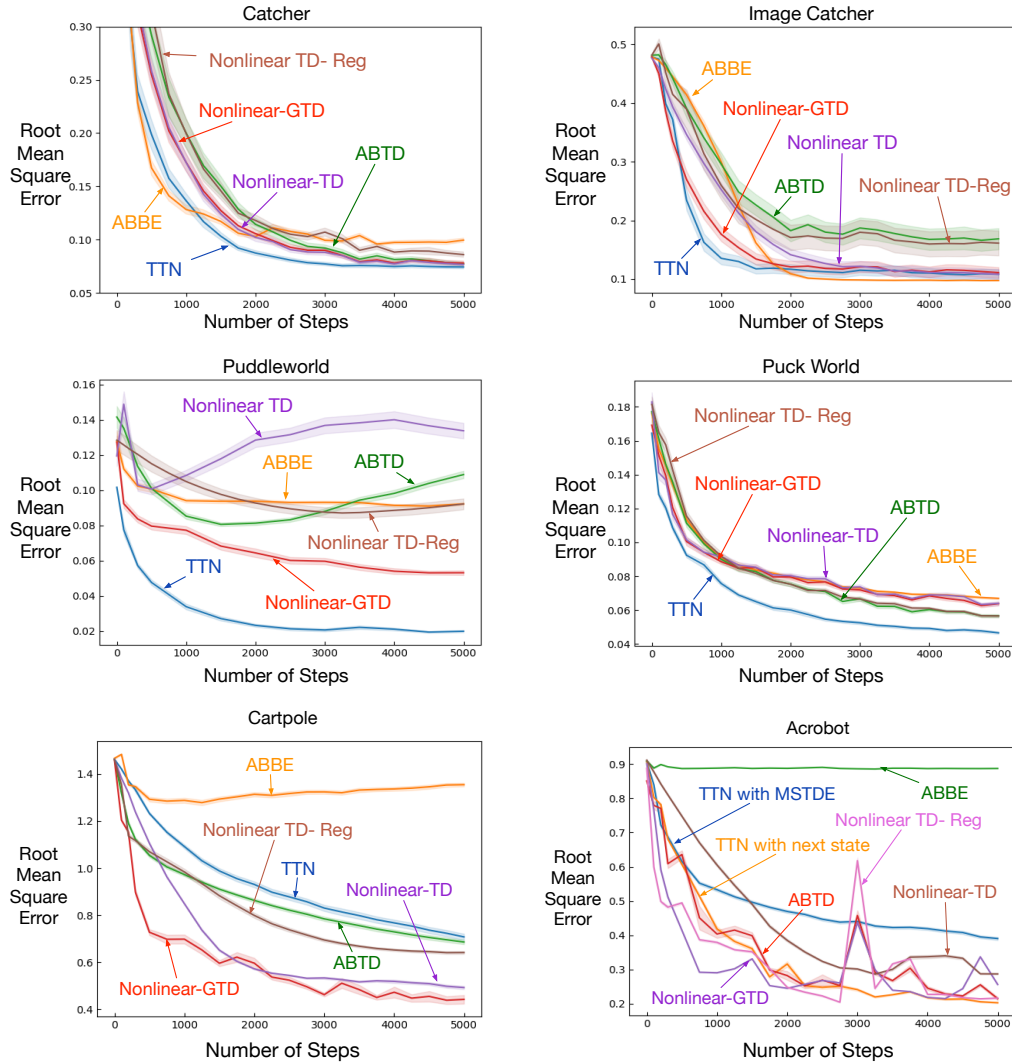 Catcher
0.30
0.25
0.20
0.15
0.10
0.05
Root
Mean
Square
Error
Nonlinear TD- Reg
Nonlinear-GTD
ABTD
Nonlinear-TD
ABBE
TTN
0 1000 2000 3000 4000 5000
Number of Steps
Image Catcher
0.5
0.4
0.3
0.2
0.1
Root
Mean
Square
Error
ABBE
Nonlinear-GTD
Nonlinear TD
ABTD
Nonlinear TD-Reg
TTN
0 1000 2000 3000 4000 5000
Number of Steps
Puddleworld
0.16
0.14
0.12
0.10
0.08
0.06
0.04
0.02
Root
Mean
Square
Error
Nonlinear TD
ABBE
ABTD
Nonlinear TD-Reg
TTN
Nonlinear-GTD
0 1000 2000 3000 4000 5000
Number of Steps
Puck World
0.18
0.16
0.14
0.12
0.10
0.08
0.06
0.04
Root
Mean
Square
Error
Nonlinear TD- Reg
Nonlinear-GTD
ABTD
Nonlinear-TD
ABBE
TTN
0 1000 2000 3000 4000 5000
Number of Steps
Cartpole
1.4
1.2
1.0
0.8
0.6
0.4
Root
Mean
Square
Error
ABBE
Nonlinear TD- Reg
TTN
Nonlinear-TD
ABTD
Nonlinear-GTD
0 1000 2000 3000 4000 5000
Number of Steps
Acrobot
0.9
0.8
0.7
0.6
0.5
0.4
0.3
0.2
Root
Mean
Square
Error
ABBE
TTN with MSTDE
Nonlinear TD- Reg
TTN with next state
ABTD
Nonlinear-TD
Nonlinear-GTD
0 1000 2000 3000 4000 5000
Number of Steps